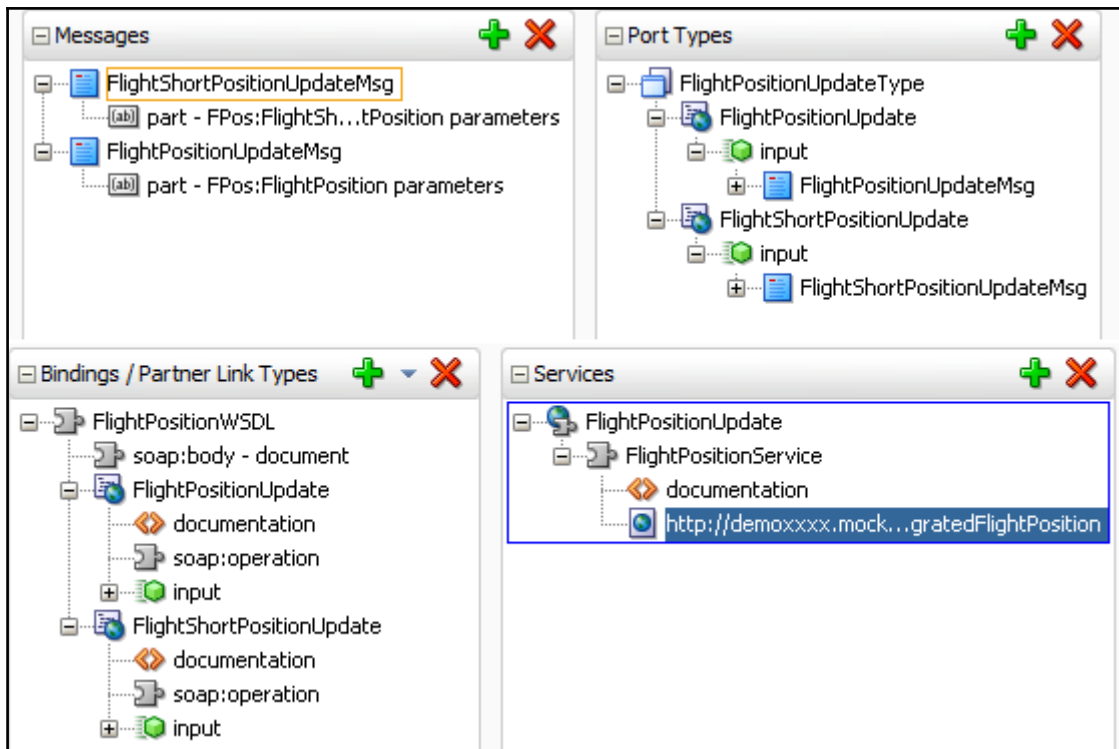 Messages
FlightShortPositionUpdateMsg
(ab) part - FPos:FlightSh...tPosition parameters
FlightPositionUpdateMsg
(ab) part - FPos:FlightPosition parameters
Port Types
FlightPositionUpdateType
FlightPositionUpdate
input
FlightPositionUpdateMsg
FlightShortPositionUpdate
input
FlightShortPositionUpdateMsg
Bindings / Partner Link Types
FlightPositionWSDL
soap:body - document
FlightPositionUpdate
documentation
soap:operation
input
FlightShortPositionUpdate
documentation
soap:operation
input
Services
FlightPositionUpdate
FlightPositionService
documentation
http://demoxxxx.mock...gratedFlightPosition